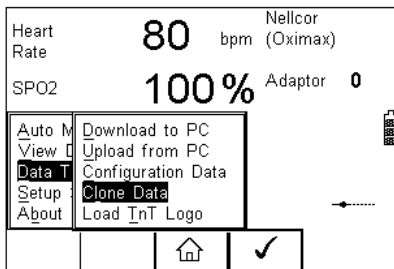 Heart Rate 80 bpm Nellcor (Oximax)
SPO2 100% Adaptor 0
Auto M
View D
Data T
Setup
About
Download to PC
Upload from PC
Configuration Data
Clone Data
Load TnT Logo